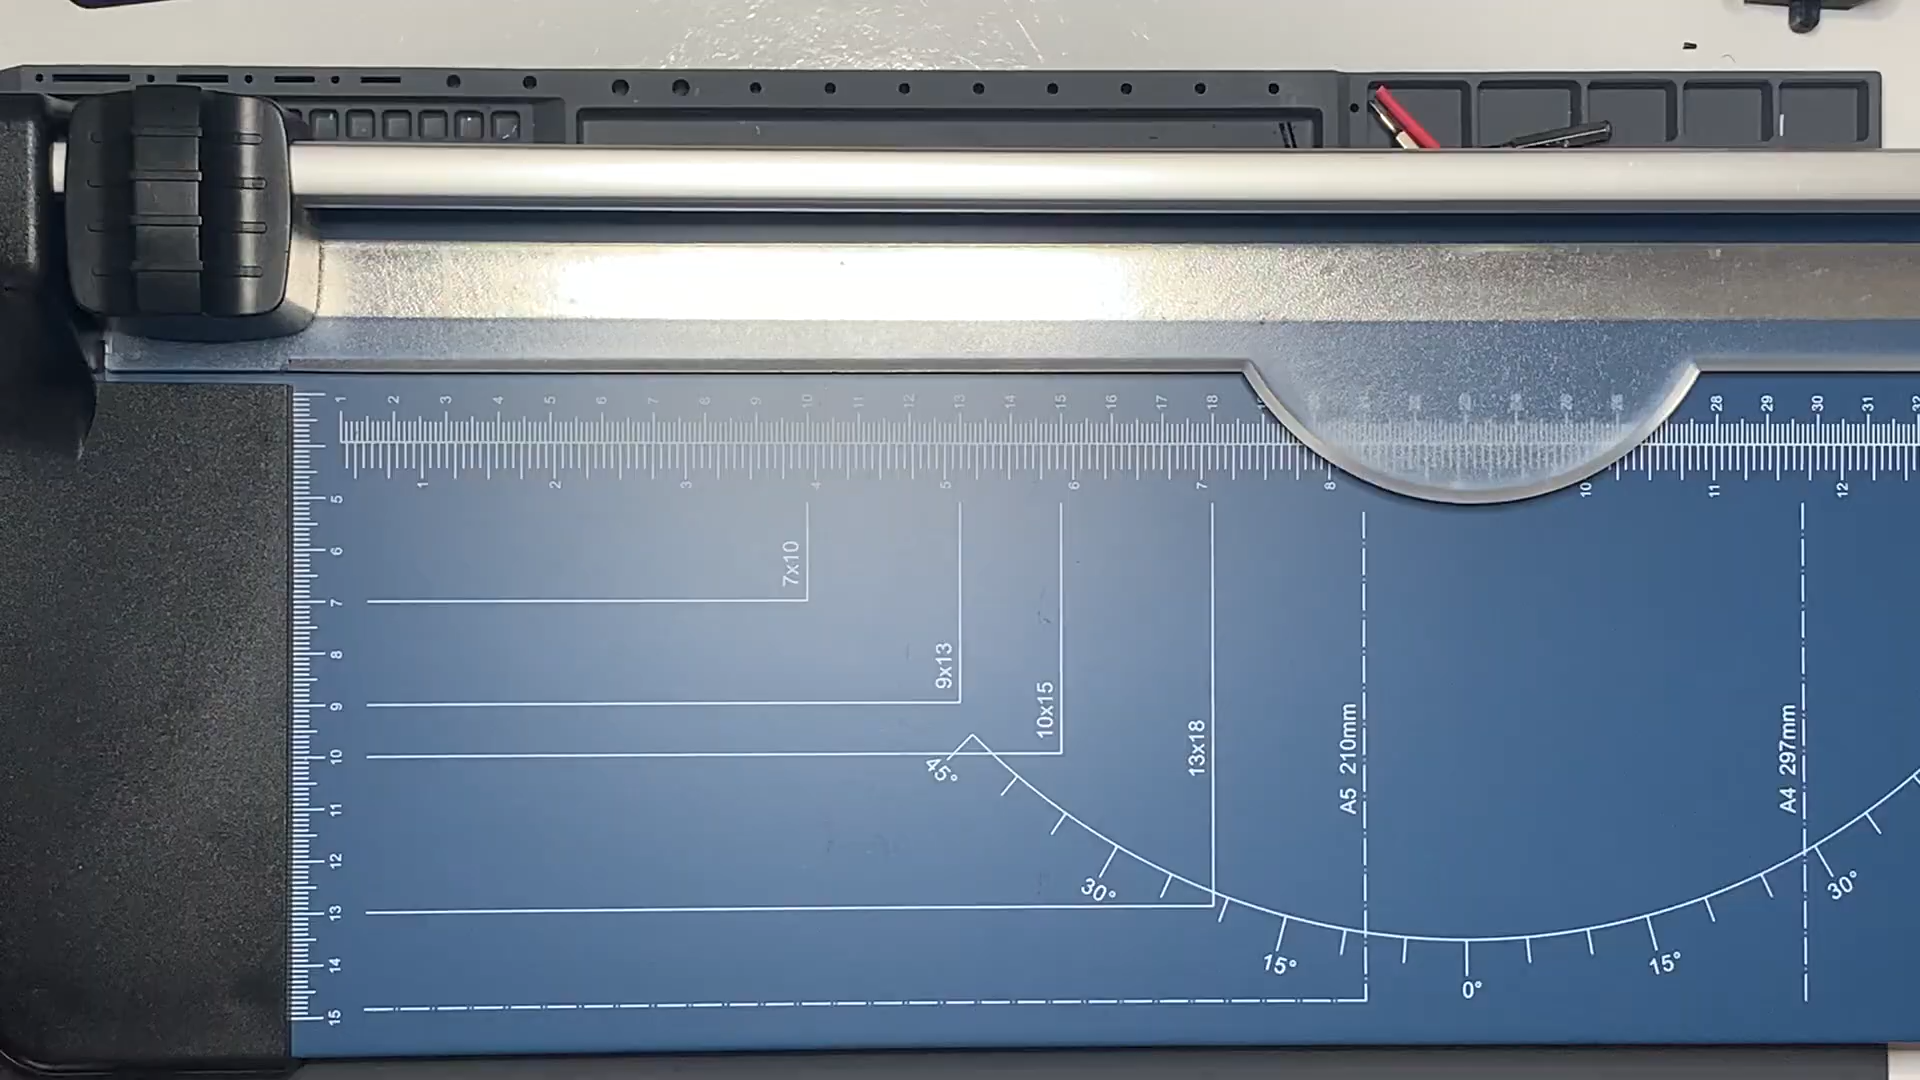 1 2 3 4 5 6 7 8 9 10 11 12 13 14 15 16 17 18 28 29 30 31 32
1 2 3 4 5 6 7 8 10 11 12
5
6
7
8
9
10
11
12
13
14
15
7x10
9x13
10x15
13x18
A5 210mm
A4 297mm
45°
30°
15°
0°
15°
30°